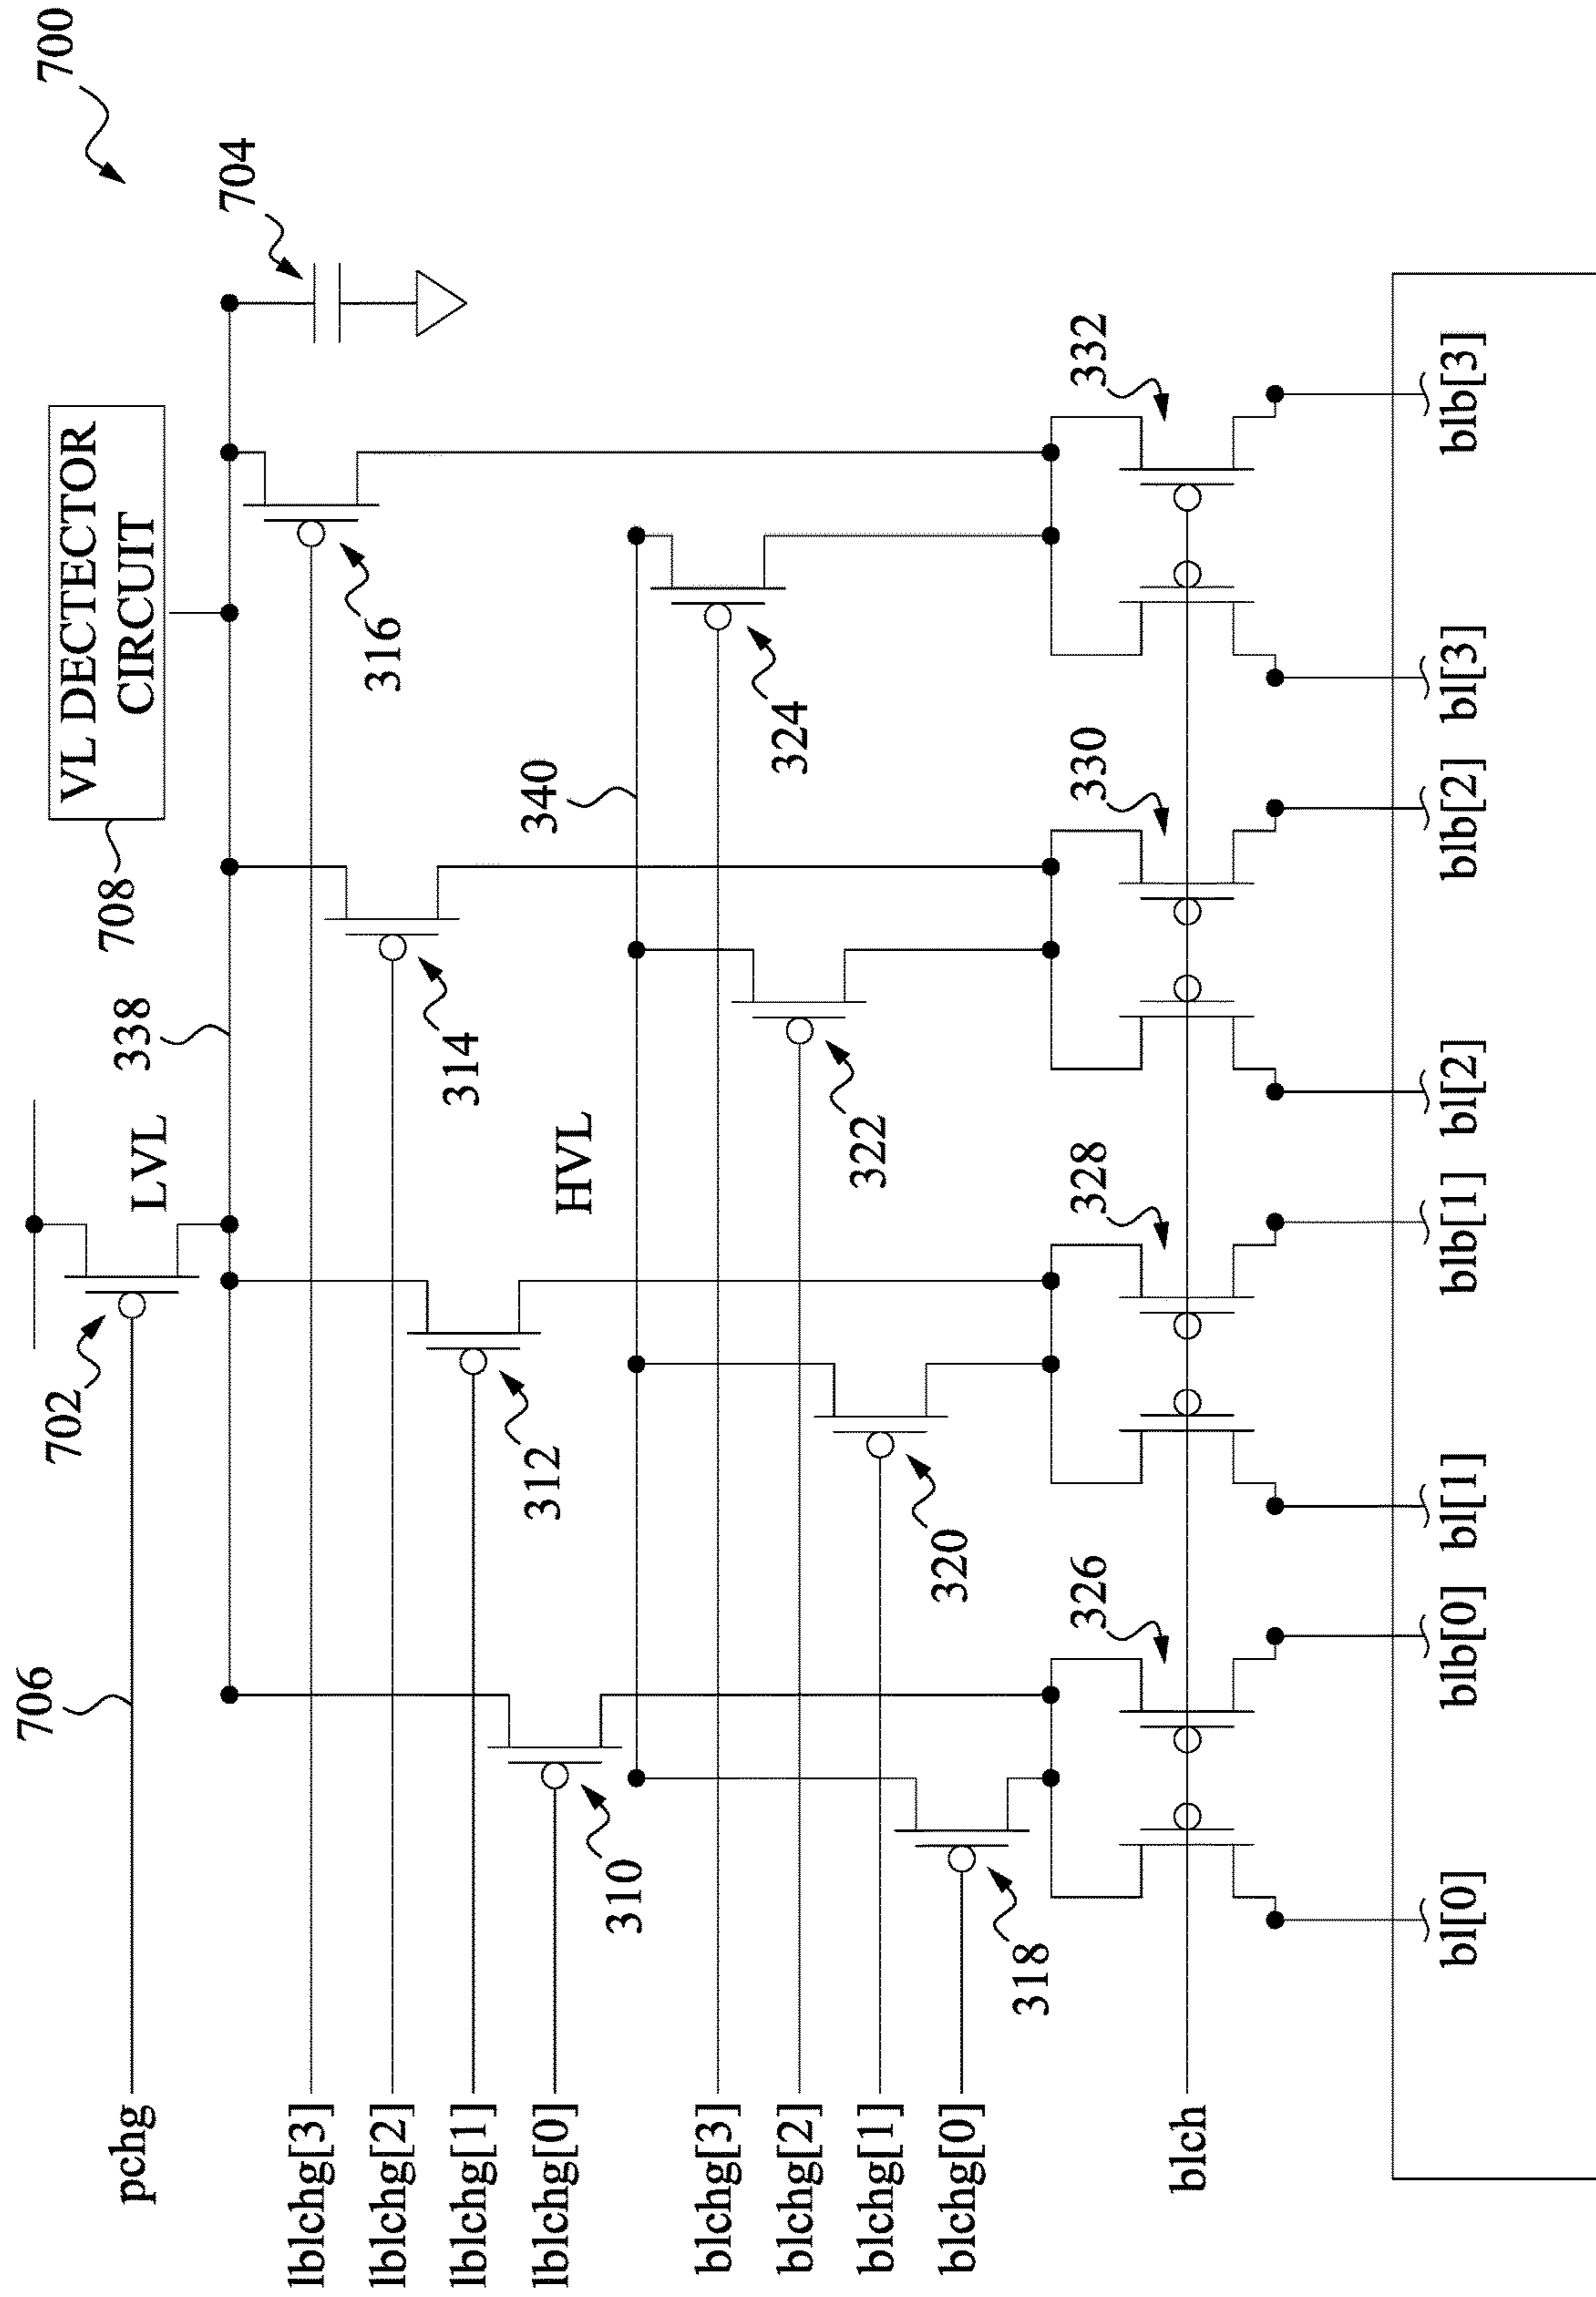 700
704
VL DECTECTOR
CIRCUIT
708
338
LVL
702
706
pchg
lblchg[3]
lblchg[2]
lblchg[1]
lblchg[0]
316
314
312
310
HVL
340
blchg[3]
blchg[2]
blchg[1]
blchg[0]
324
322
320
318
326
328
330
332
blch
bl[0]
blb[0]
bl[1]
blb[1]
bl[2]
blb[2]
bl[3]
blb[3]